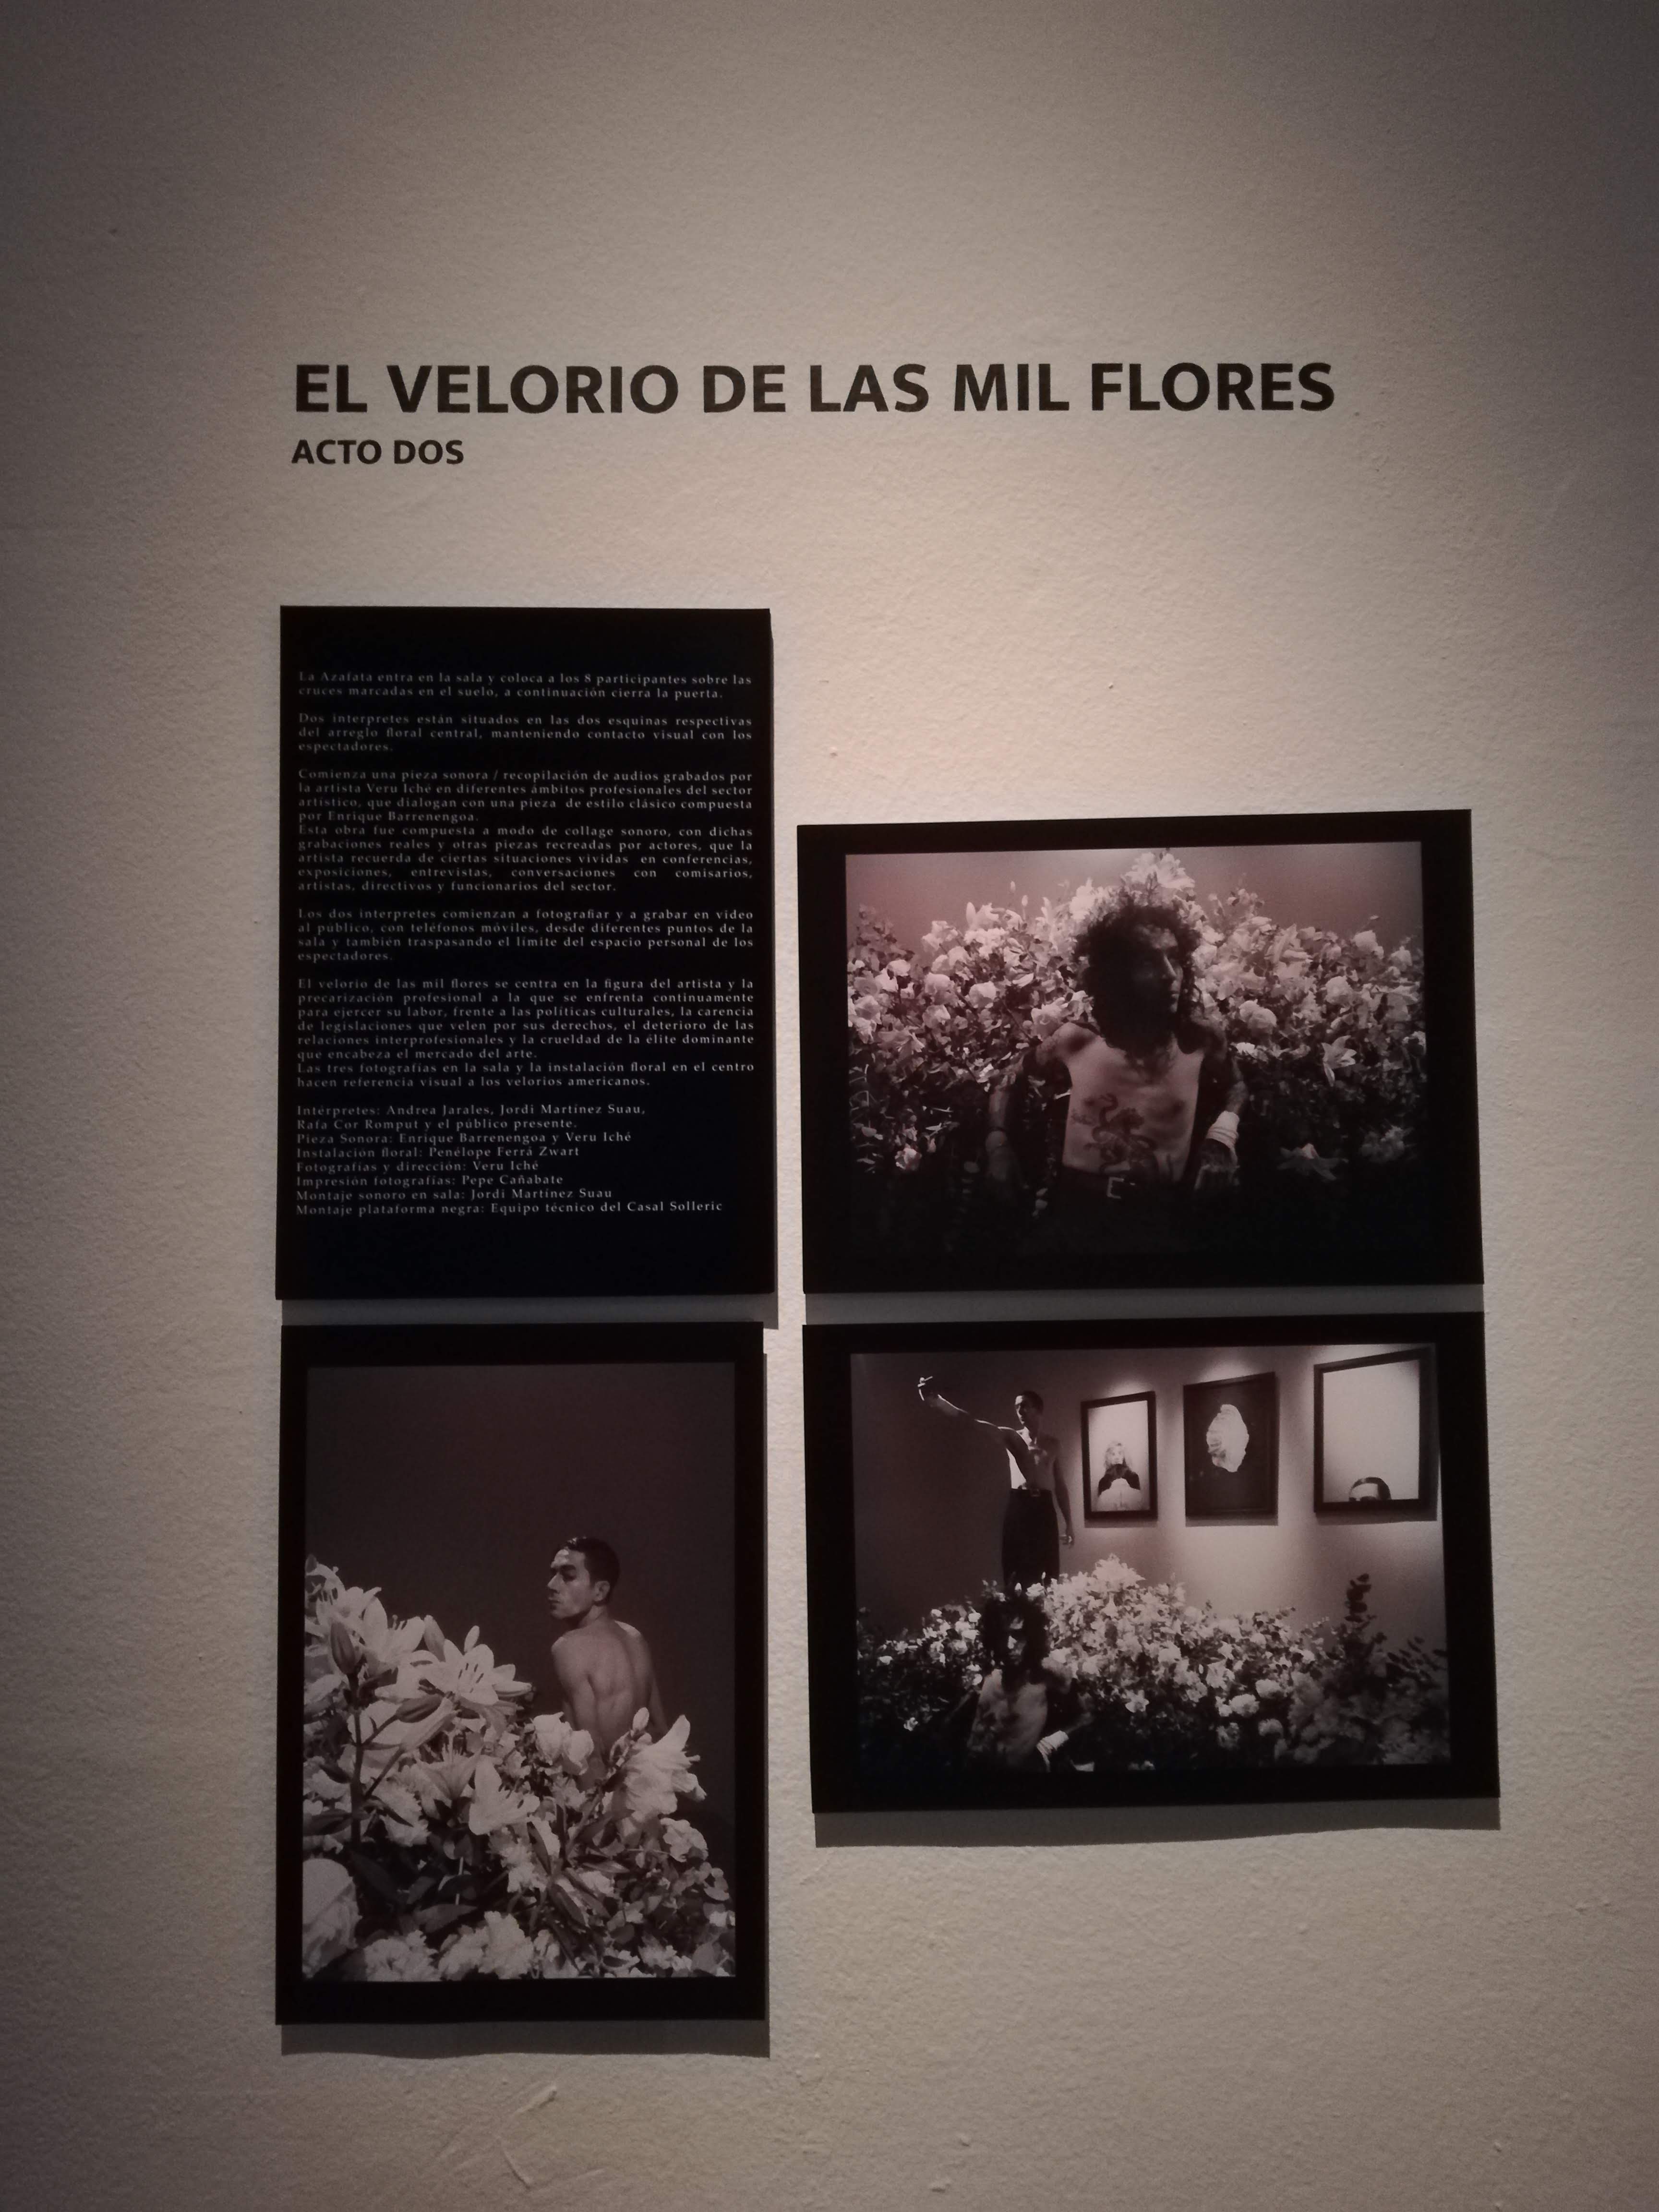 EL VELORIO DE LAS MIL FLORES
ACTO DOS
La Azafata entra en la sala y coloca a los 8 participantes sobre las
cruces marcadas en el suelo, a continuación cierra la puerta.
Dos interpretes están situados en las dos esquinas respectivas
del arreglo floral central, manteniendo contacto visual con los
espectadores.
Comienza una pieza sonora / recopilación de audios grabados por
la artista Veru Iché en diferentes ámbitos profesionales del sector
artístico, que dialogan con una pieza de estilo clásico compuesta
por Enrique Barrenengoa.
Esta obra fue compuesta a modo de collage sonoro, con dichas
grabaciones reales y otras piezas recreadas por actores, que la
artista recuerda de ciertas situaciones vividas en conferencias,
exposiciones, entrevistas, conversaciones con comisarios,
artistas, directivos y funcionarios del sector.
Los dos interpretes comienzan a fotografiar y a grabar en vídeo
al público, con teléfonos móviles, desde diferentes puntos de la
sala y también traspasando el límite del espacio personal de los
espectadores.
El velorio de las mil flores se centra en la figura del artista y la
precarización profesional a la que se enfrenta continuamente
para ejercer su labor, frente a las políticas culturales, la carencia
de legislaciones que velen por sus derechos, el deterioro de las
relaciones interprofesionales y la crueldad de la élite dominante
que encabeza el mercado del arte.
Las tres fotografías en la sala y la instalación floral en el centro
hacen referencia visual a los velorios americanos.
Intérpretes: Andrea Jarales, Jordi Martínez Suau,
Rafa Cor Romput y el público presente.
Pieza Sonora: Enrique Barrenengoa y Veru Iché
Instalación floral: Penélope Ferrá Zwart
Fotografías y dirección: Veru Iché
Impresión fotografías: Pepe Cañabate
Montaje sonoro en sala: Jordi Martínez Suau
Montaje plataforma negra: Equipo técnico del Casal Solleric